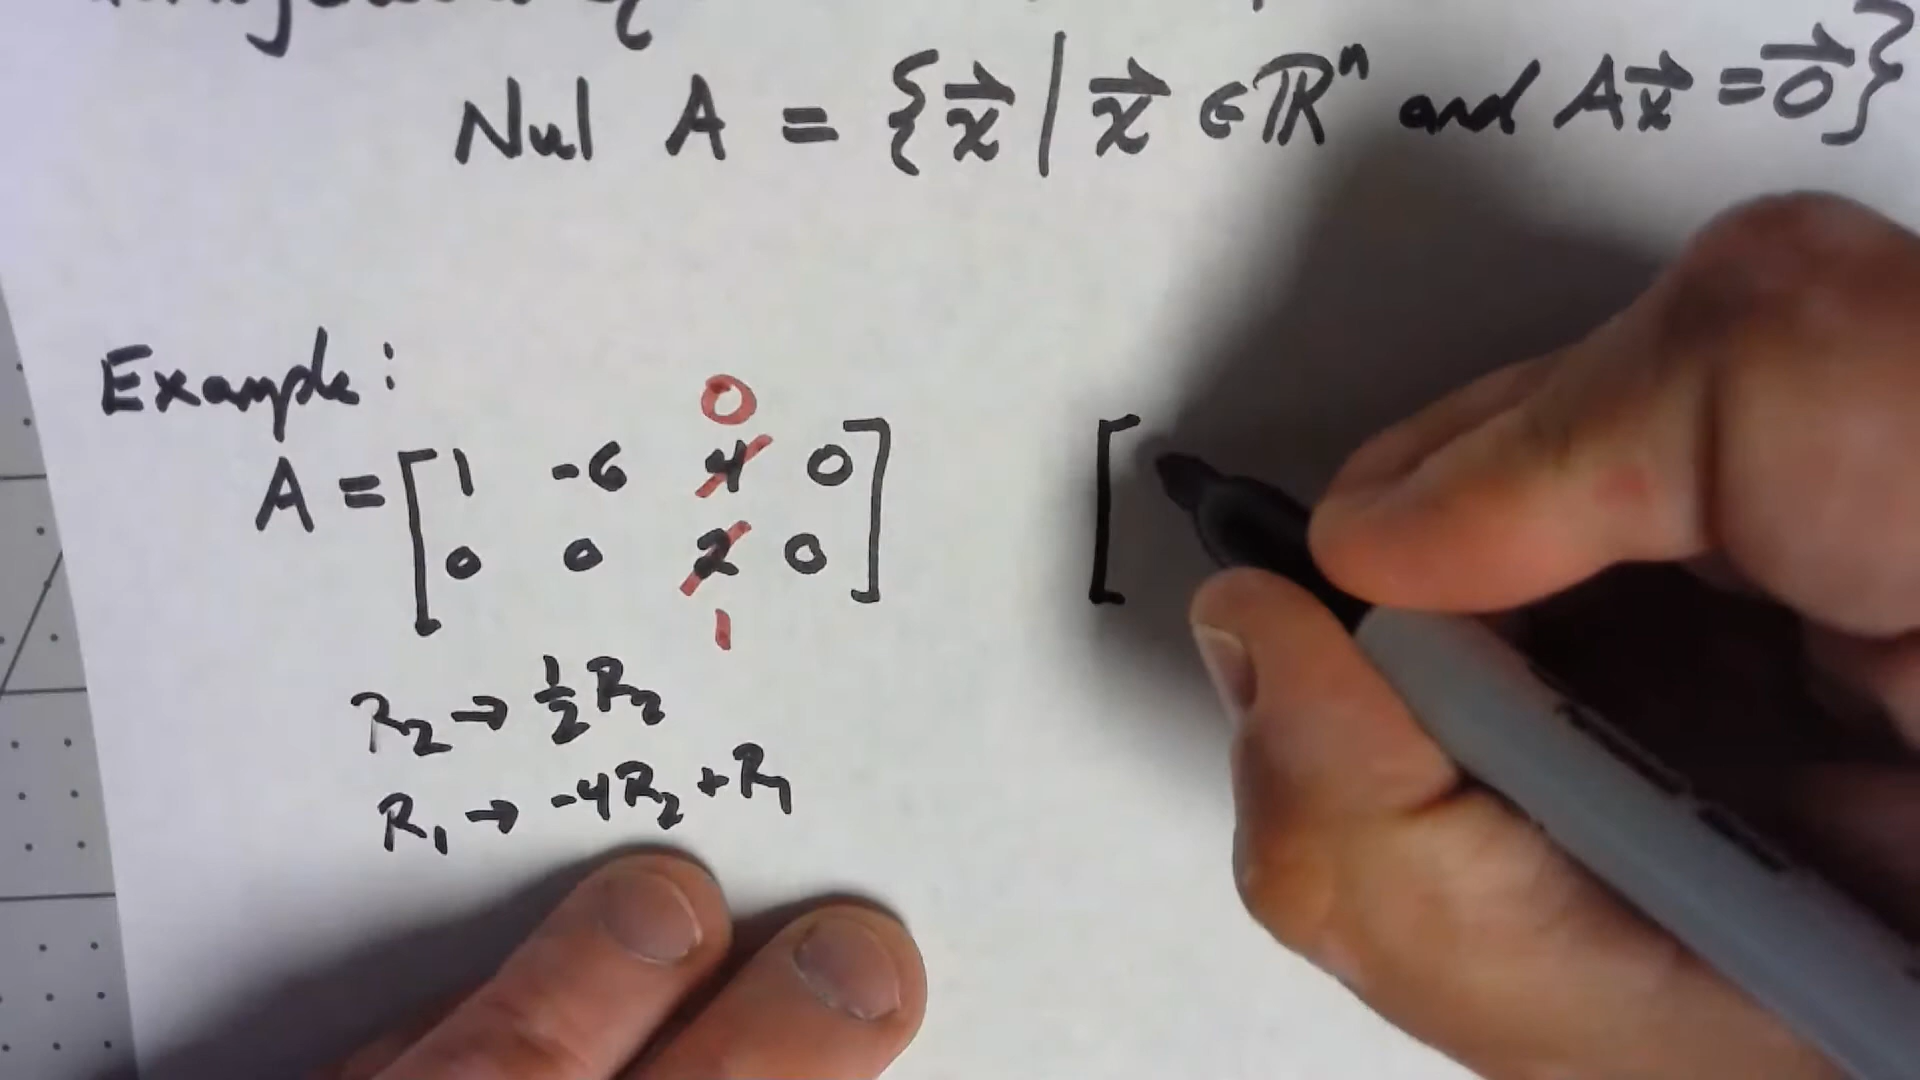 Nul A = {x⃗ | x⃗ ∈ ℝⁿ and Ax⃗ = 0⃗}
Example:
0
A = [1 -6 4 0
0 0 2 0]
1
R₂ → ½R₂
R₁ → -4R₂ + R₁
[